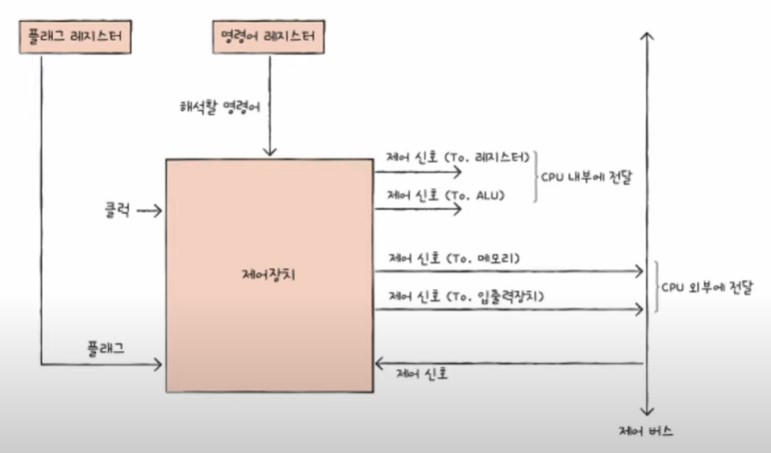 플래그 레지스터
명령어 레지스터
해석할 명령어
제어 신호 (To. 레지스터)
제어 신호 (To. ALU)
CPU 내부에 전달
클럭
제어장치
제어 신호 (To. 메모리)
제어 신호 (To. 입출력장치)
CPU 외부에 전달
플래그
제어 신호
제어 버스